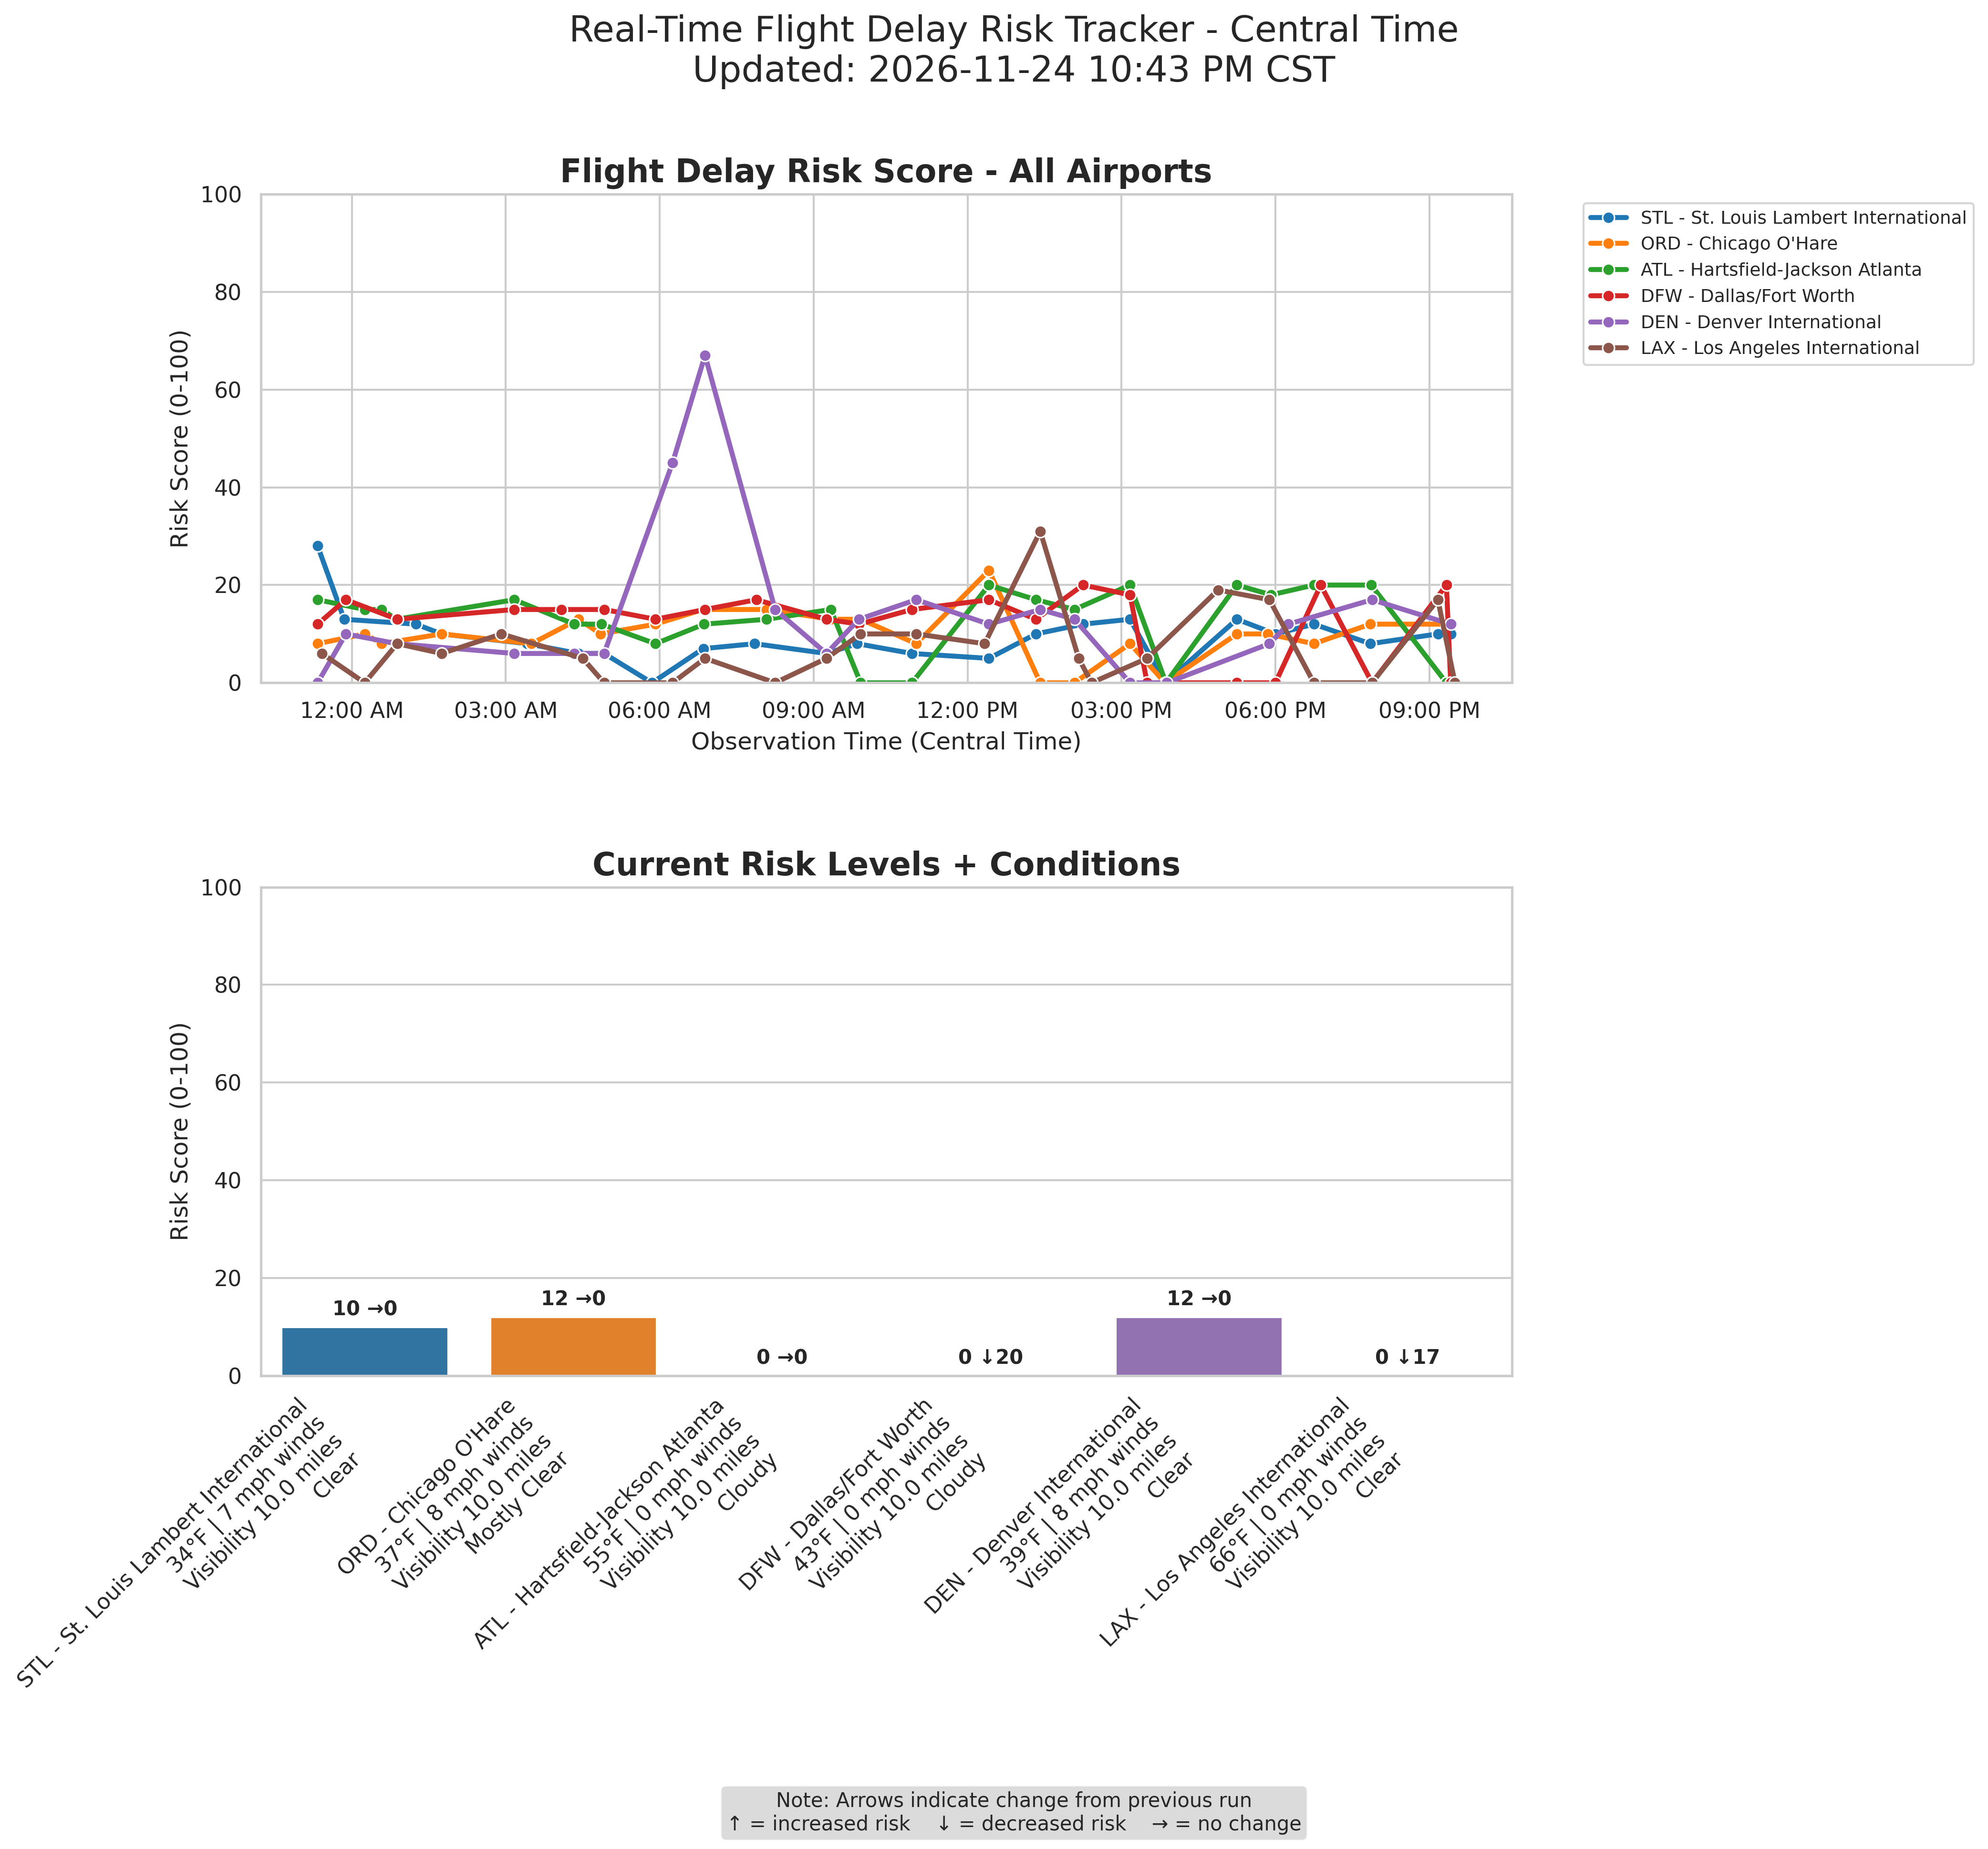 Real-Time Flight Delay Risk Tracker - Central Time
Updated: 2026-11-24 10:43 PM CST
Flight Delay Risk Score - All Airports
Risk Score (0-100)
100
80
60
40
20
0
12:00 AM
03:00 AM
06:00 AM
09:00 AM
12:00 PM
03:00 PM
06:00 PM
09:00 PM
Observation Time (Central Time)
STL - St. Louis Lambert International
ORD - Chicago O'Hare
ATL - Hartsfield-Jackson Atlanta
DFW - Dallas/Fort Worth
DEN - Denver International
LAX - Los Angeles International
Current Risk Levels + Conditions
Risk Score (0-100)
100
80
60
40
20
0
10 →0
12 →0
0 →0
0 ↓20
12 →0
0 ↓17
STL - St. Louis Lambert International
34°F | 7 mph winds
Visibility 10.0 miles
Clear
ORD - Chicago O'Hare
37°F | 8 mph winds
Visibility 10.0 miles
Mostly Clear
ATL - Hartsfield-Jackson Atlanta
55°F | 0 mph winds
Visibility 10.0 miles
Cloudy
DFW - Dallas/Fort Worth
43°F | 0 mph winds
Visibility 10.0 miles
Cloudy
DEN - Denver International
39°F | 8 mph winds
Visibility 10.0 miles
Clear
LAX - Los Angeles International
66°F | 0 mph winds
Visibility 10.0 miles
Clear
Note: Arrows indicate change from previous run
↑ = increased risk ↓ = decreased risk → = no change